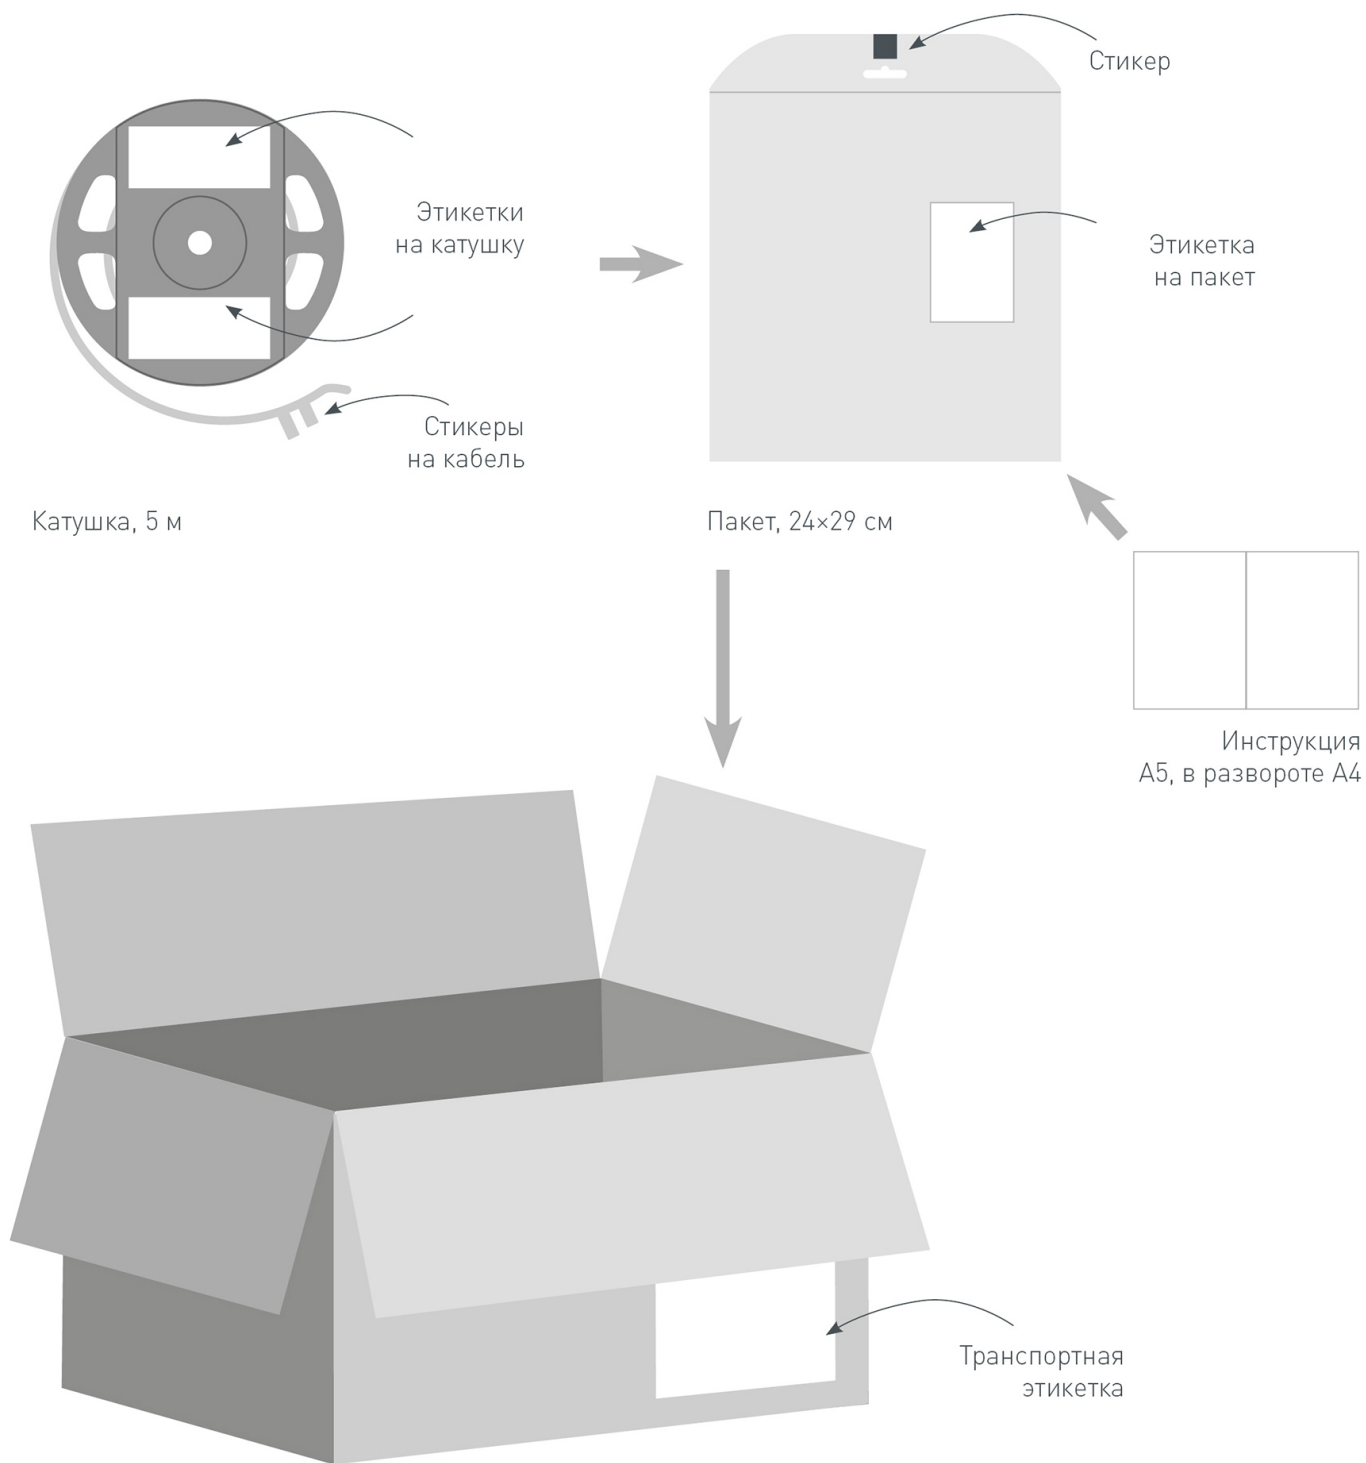 Стикер
Этикетки
на катушку
Этикетка
на пакет
Стикеры
на кабель
Катушка, 5 м
Пакет, 24×29 см
Инструкция
А5, в развороте А4
Транспортная
этикетка